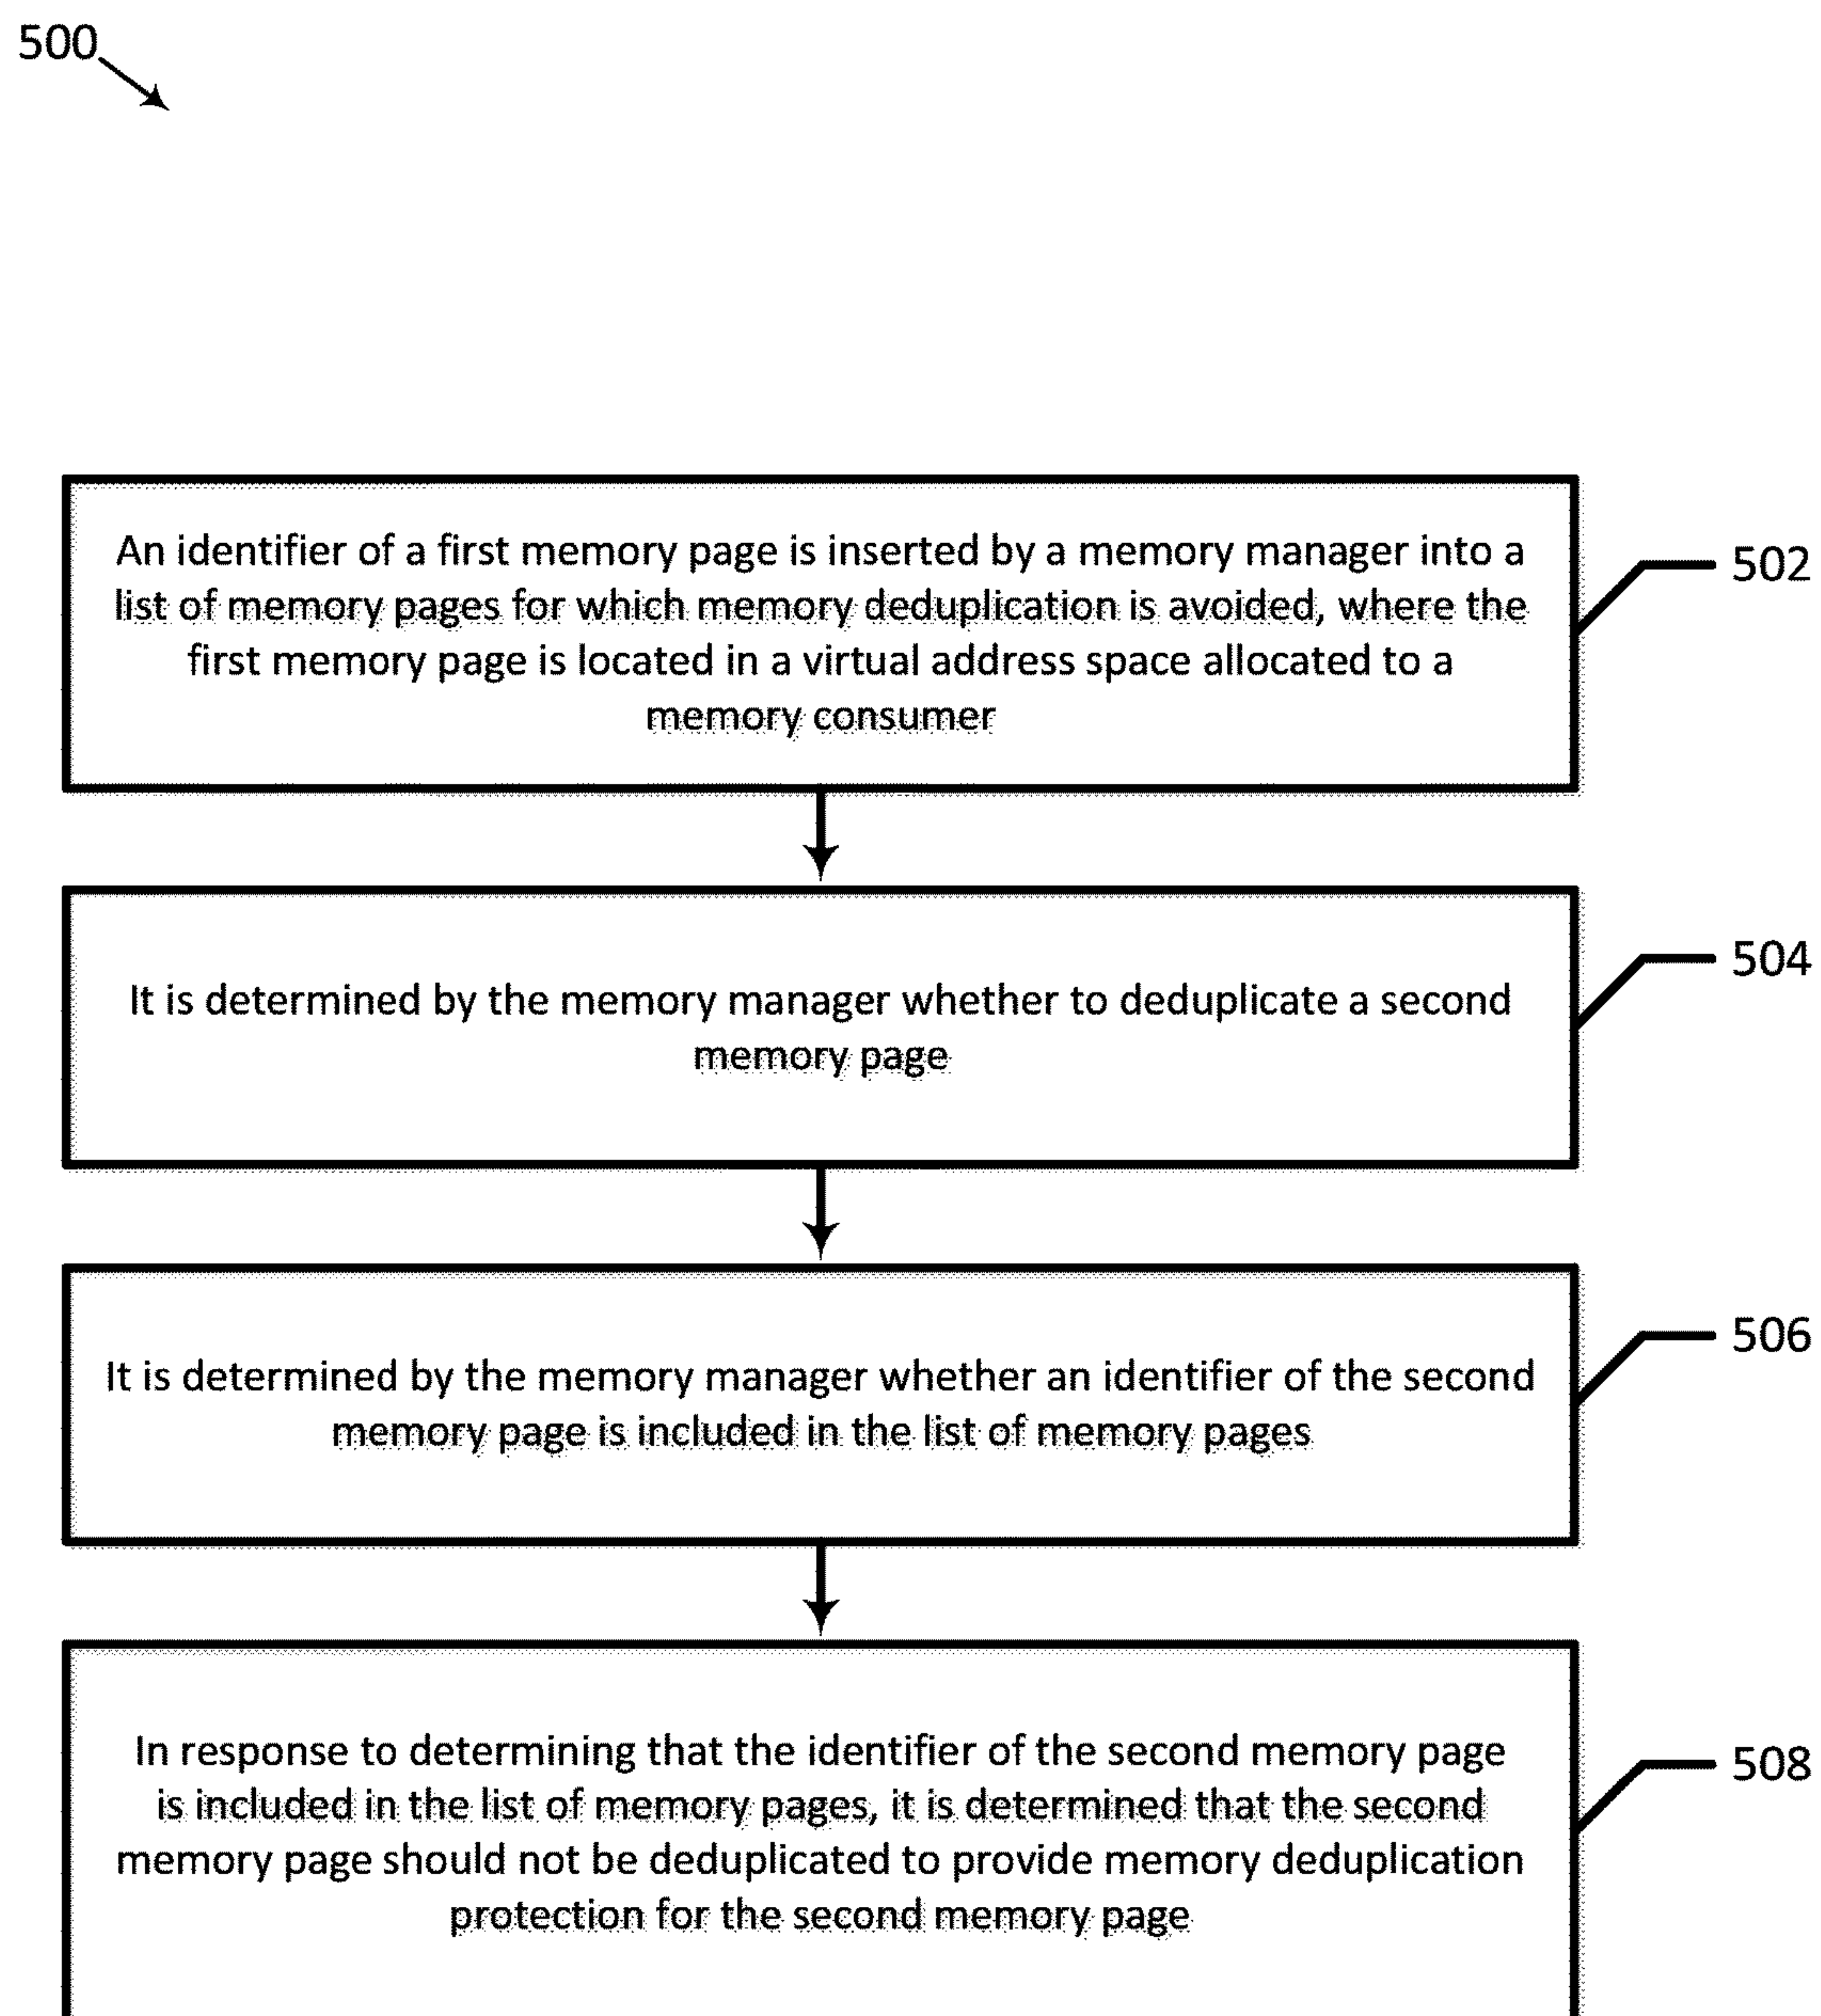 500
An identifier of a first memory page is inserted by a memory manager into a
list of memory pages for which memory deduplication is avoided, where the
first memory page is located in a virtual address space allocated to a
memory consumer
502
It is determined by the memory manager whether to deduplicate a second
memory page
504
It is determined by the memory manager whether an identifier of the second
memory page is included in the list of memory pages
506
In response to determining that the identifier of the second memory page
is included in the list of memory pages, it is determined that the second
memory page should not be deduplicated to provide memory deduplication
protection for the second memory page
508